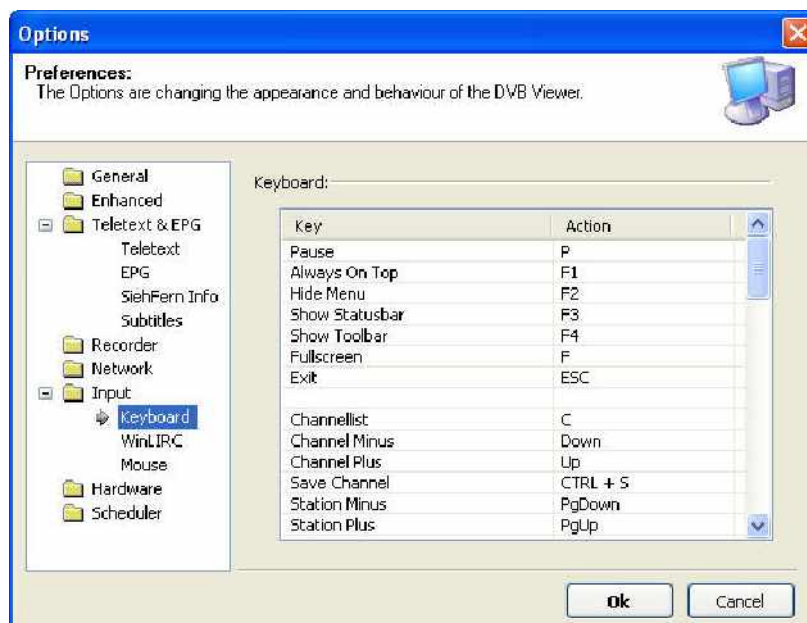 Options
Preferences:
The Options are changing the appearance and behaviour of the DVB Viewer.
General
Enhanced
Teletext & EPG
Teletext
EPG
SiehFern Info
Subtitles
Recorder
Network
Input
Keyboard
WinLIRC
Mouse
Hardware
Scheduler
Keyboard:
Key Action
Pause P
Always On Top F1
Hide Menu F2
Show Statusbar F3
Show Toolbar F4
Fullscreen F
Exit ESC
Channellist C
Channel Minus Down
Channel Plus Up
Save Channel CTRL + S
Station Minus PgDown
Station Plus PgUp
Ok Cancel